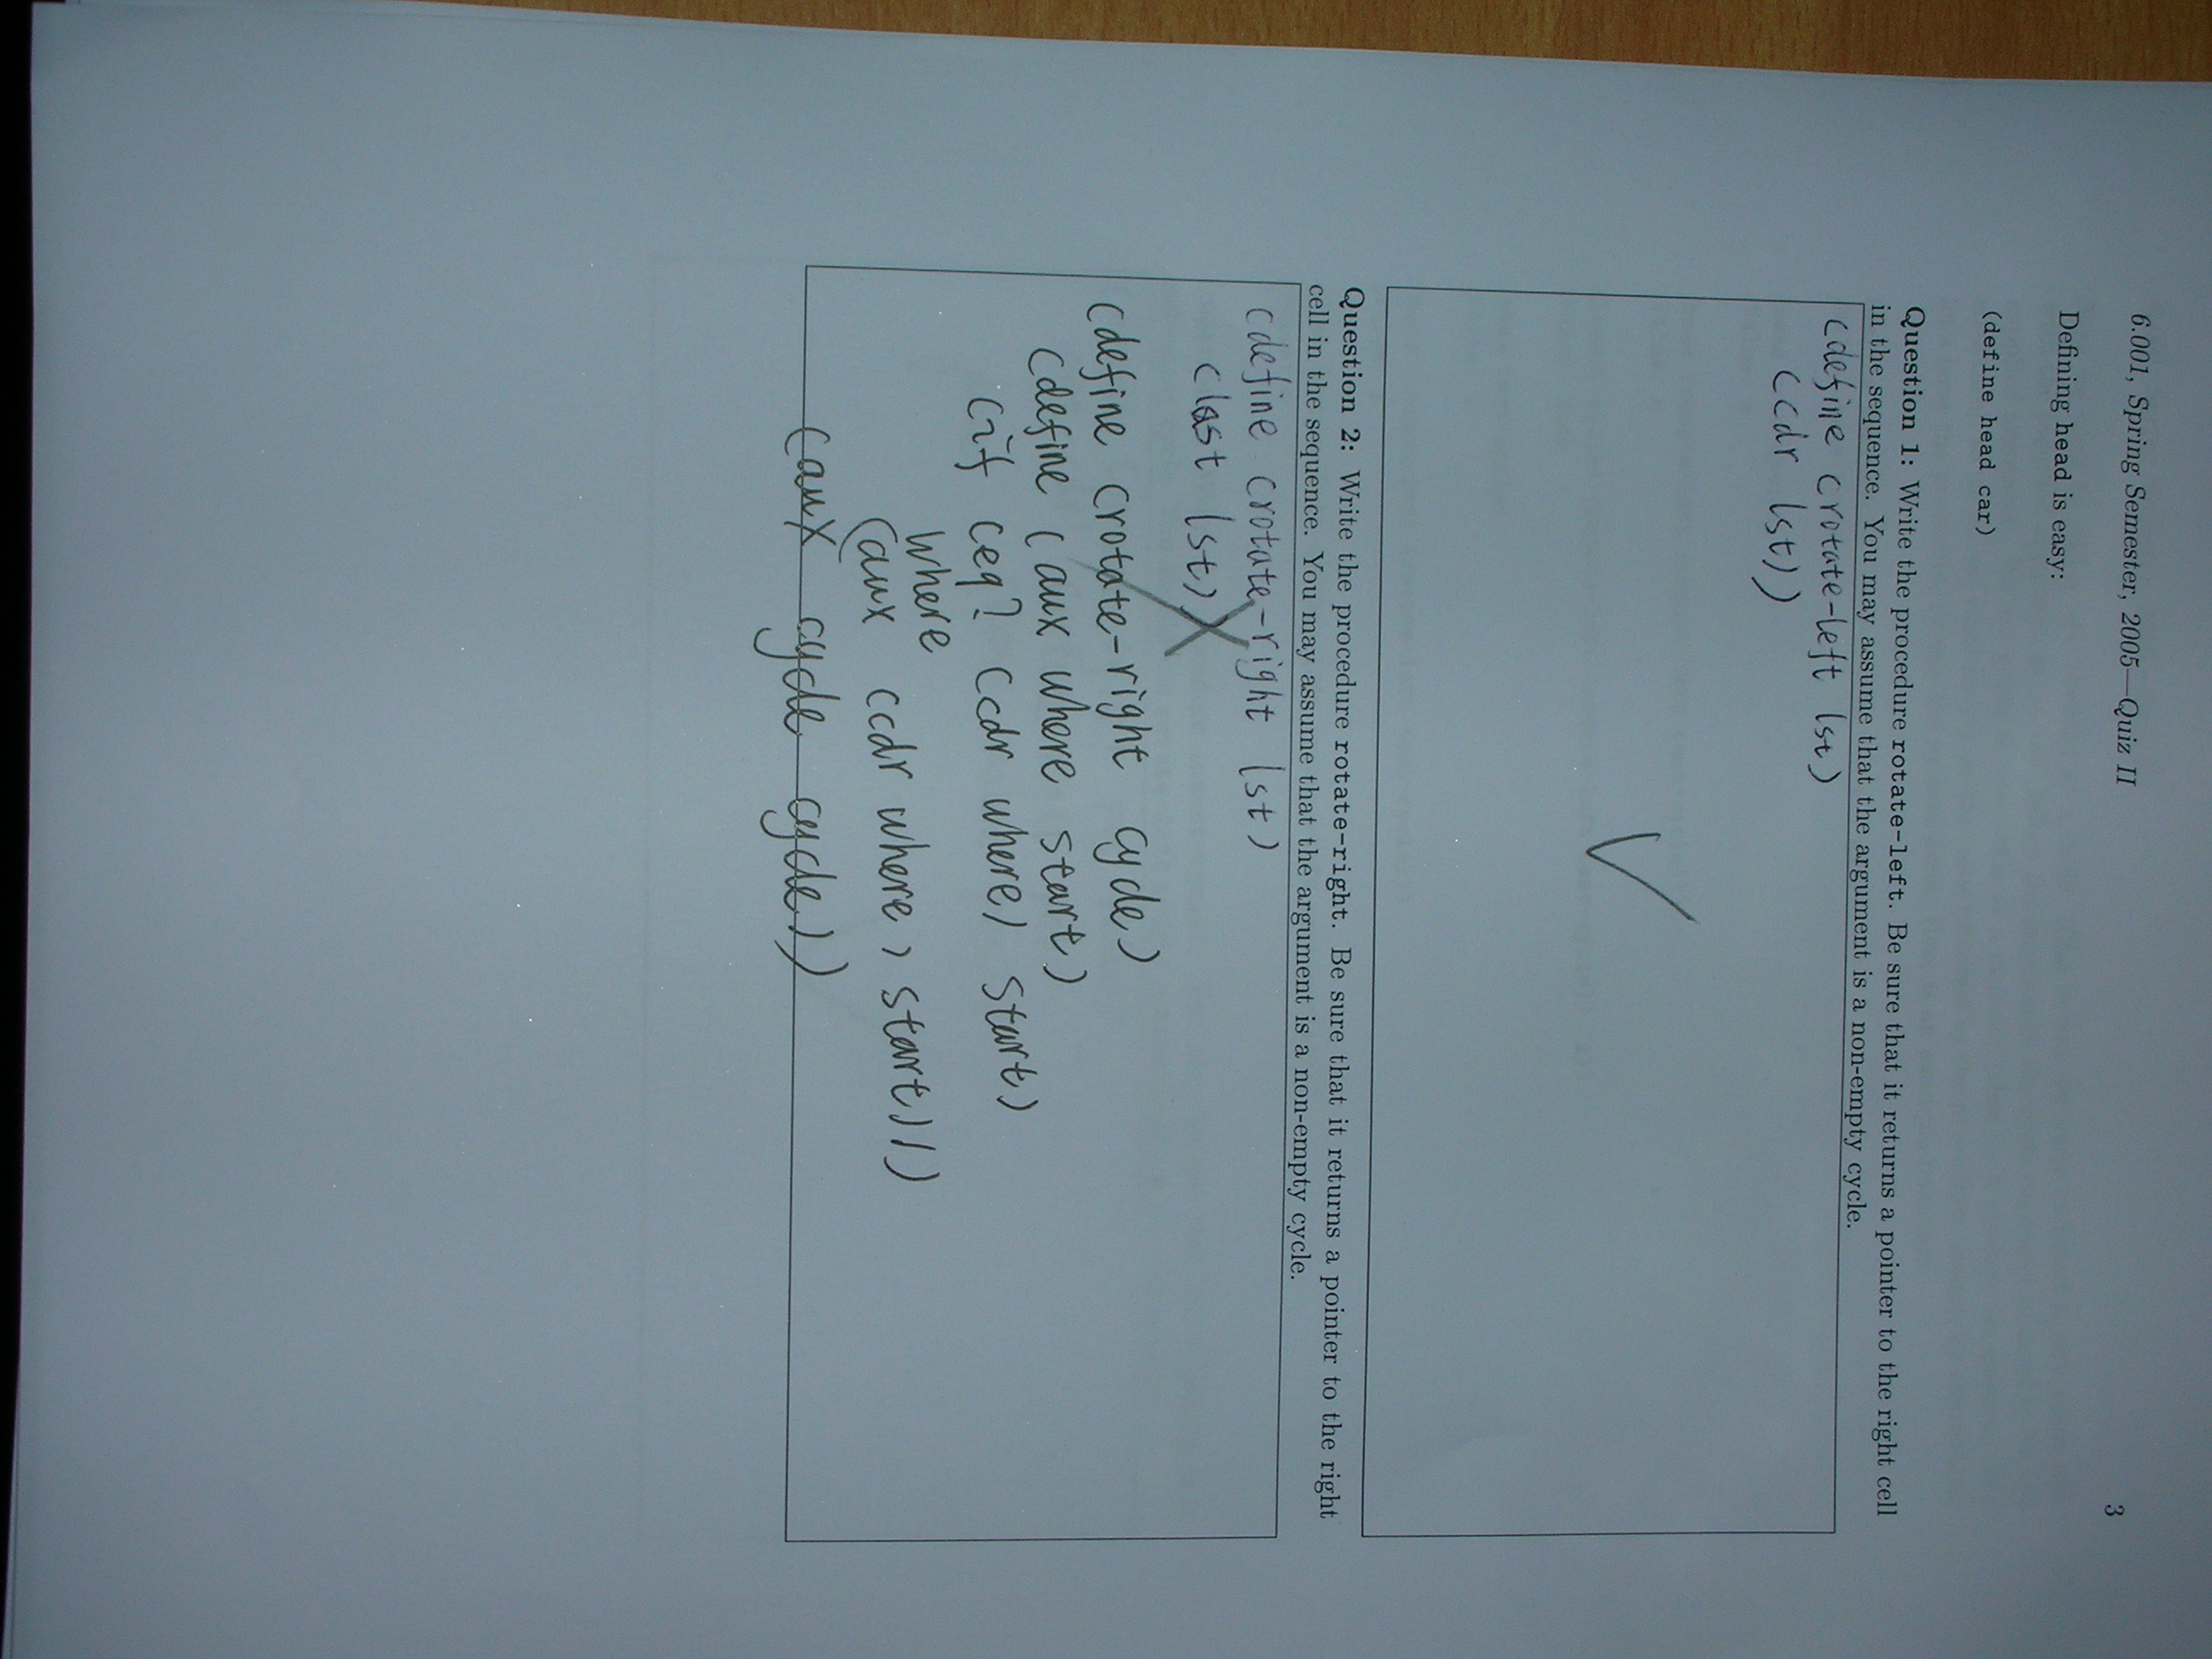 6.001, Spring Semester, 2005—Quiz II 3
Defining head is easy:
(define head car)
Question 1: Write the procedure rotate-left. Be sure that it returns a pointer to the right cell
in the sequence. You may assume that the argument is a non-empty cycle.
(define (rotate-left lst)
(cdr lst))
Question 2: Write the procedure rotate-right. Be sure that it returns a pointer to the right
cell in the sequence. You may assume that the argument is a non-empty cycle.
(define (rotate-right lst)
(last lst)
(define (rotate-right cycle)
(define (aux where start)
(if (eq? (cdr where) start)
where
(aux (cdr where) start)))
(aux cycle cycle))